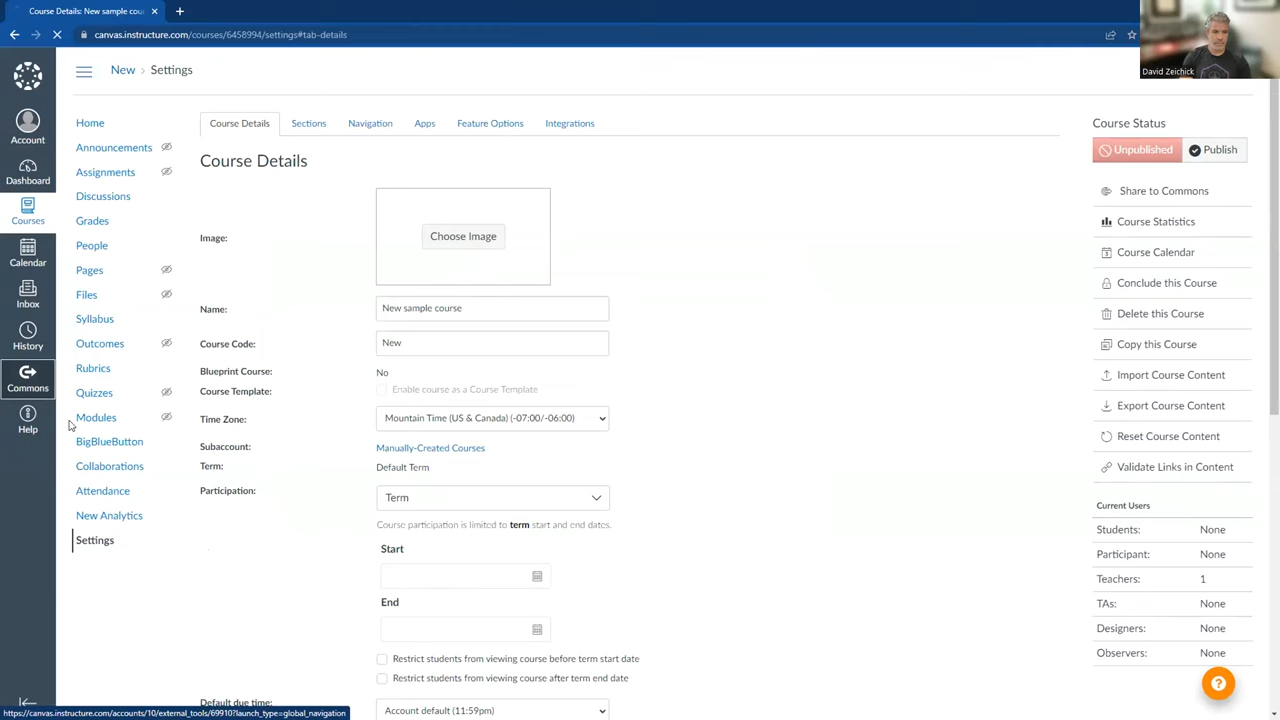 Course Details: New sample cou
canvas.instructure.com/courses/6458994/settings#tab-details
David Zeichick
New › Settings
Account
Dashboard
Courses
Calendar
Inbox
History
Commons
Help
Home
Announcements
Assignments
Discussions
Grades
People
Pages
Files
Syllabus
Outcomes
Rubrics
Quizzes
Modules
BigBlueButton
Collaborations
Attendance
New Analytics
Settings
Course Details Sections Navigation Apps Feature Options Integrations
Course Details
Image:
Choose Image
Name:
New sample course
Course Code:
New
Blueprint Course:
No
Course Template:
Enable course as a Course Template
Time Zone:
Mountain Time (US & Canada) (-07:00/-06:00)
Subaccount:
Manually-Created Courses
Term:
Default Term
Participation:
Term
Course participation is limited to term start and end dates.
Start
End
Restrict students from viewing course before term start date
Restrict students from viewing course after term end date
Default due time:
Account default (11:59pm)
Course Status
Unpublished Publish
Share to Commons
Course Statistics
Course Calendar
Conclude this Course
Delete this Course
Copy this Course
Import Course Content
Export Course Content
Reset Course Content
Validate Links in Content
Current Users
Students: None
Participant: None
Teachers: 1
TAs: None
Designers: None
Observers: None
?
https://canvas.instructure.com/accounts/10/external_tools/69910?launch_type=global_navigation